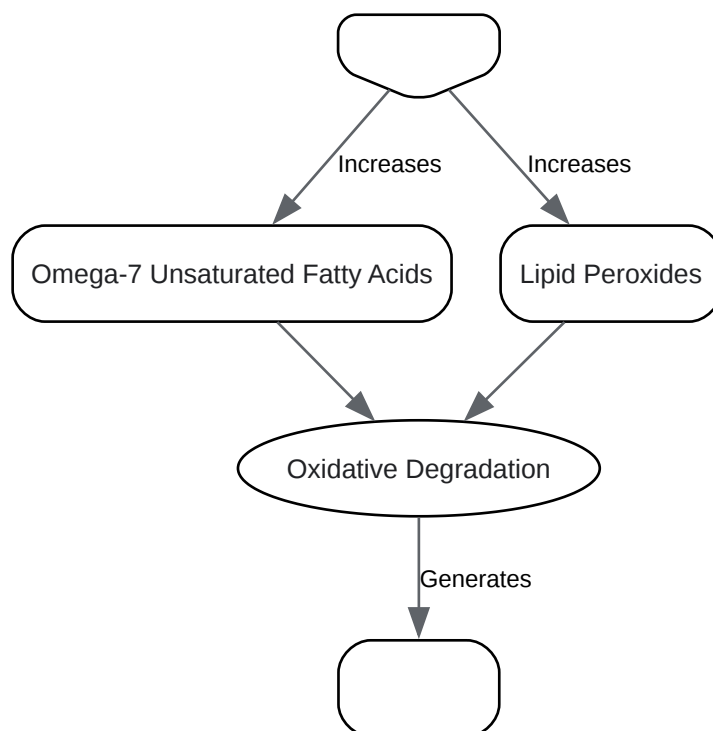 Increases
Increases
Omega-7 Unsaturated Fatty Acids
Lipid Peroxides
Oxidative Degradation
Generates